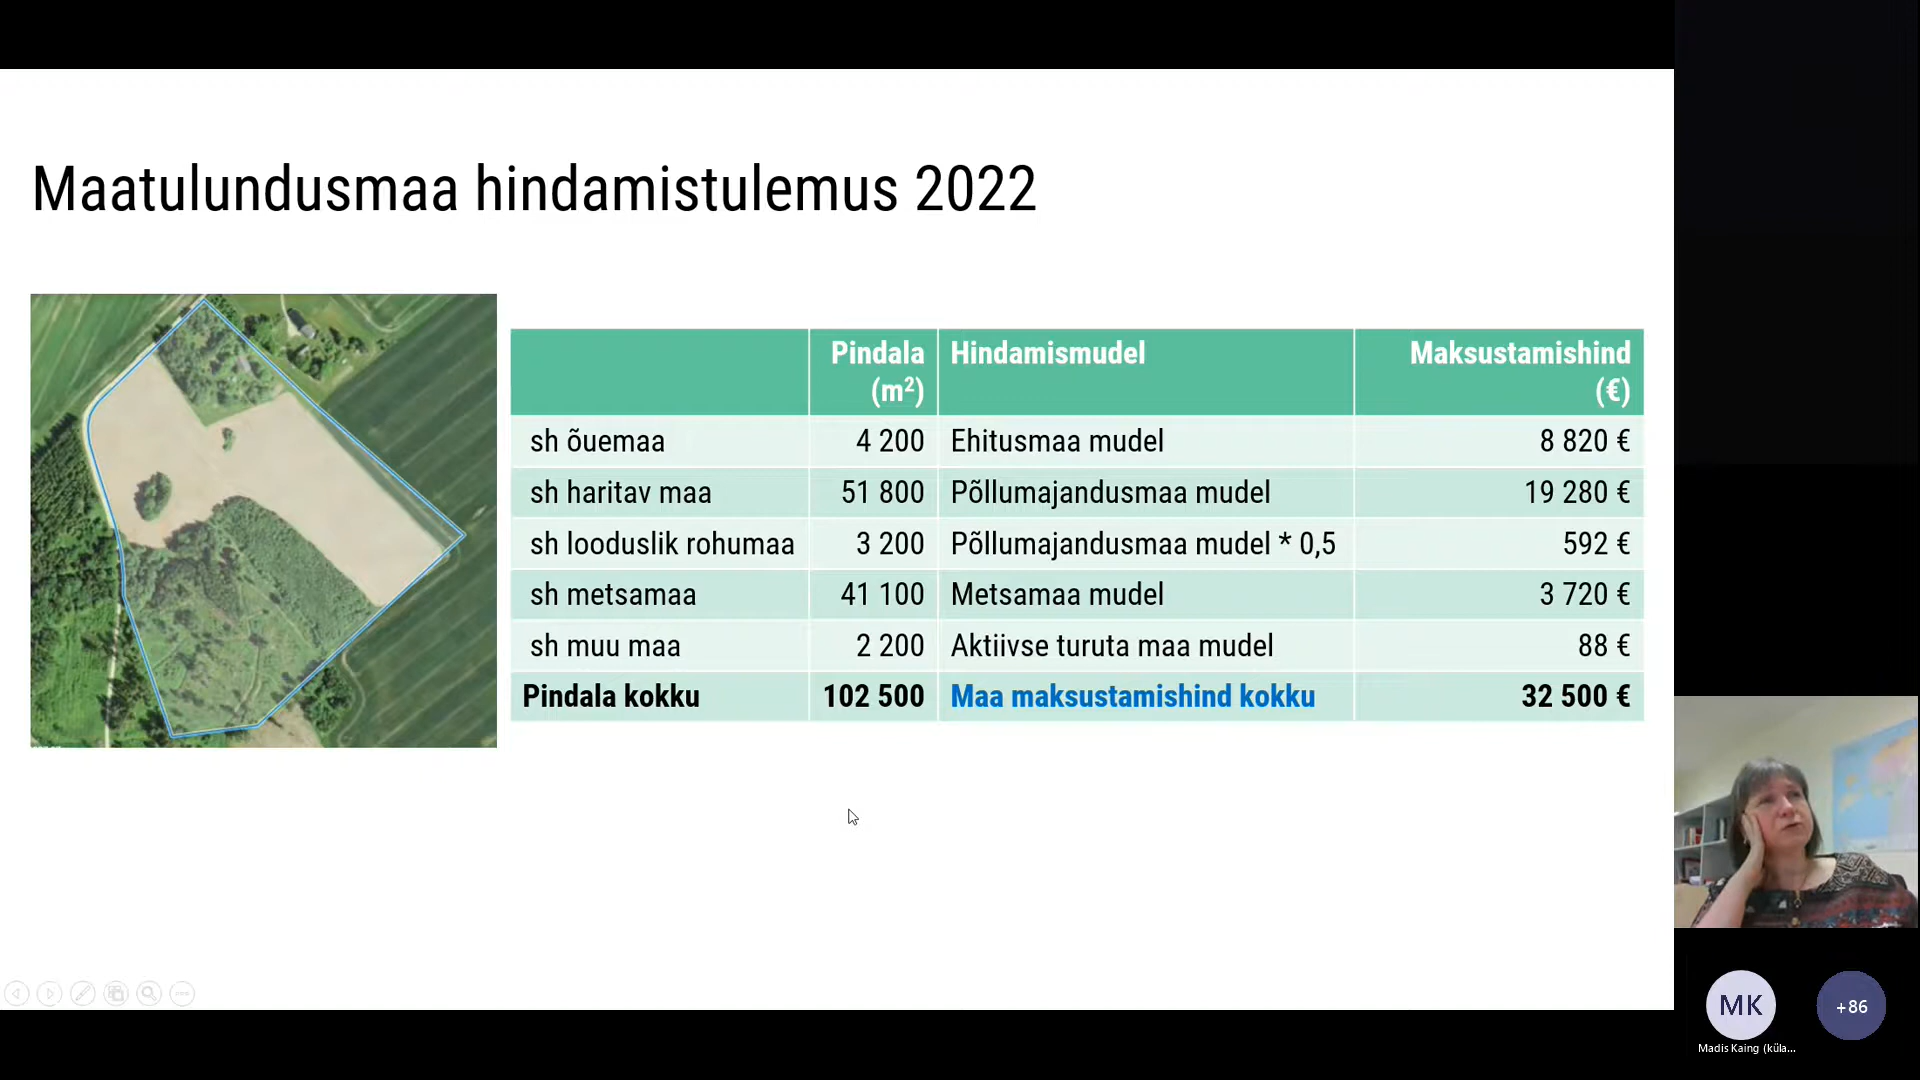 Maatulundusmaa hindamistulemus 2022
Pindala (m²) Hindamismudel Maksustamishind (€)
sh õuemaa 4 200 Ehitusmaa mudel 8 820 €
sh haritav maa 51 800 Põllumajandusmaa mudel 19 280 €
sh looduslik rohumaa 3 200 Põllumajandusmaa mudel * 0,5 592 €
sh metsamaa 41 100 Metsamaa mudel 3 720 €
sh muu maa 2 200 Aktiivse turuta maa mudel 88 €
Pindala kokku 102 500 Maa maksustamishind kokku 32 500 €
MK
+86
Madis Kaing (küla...